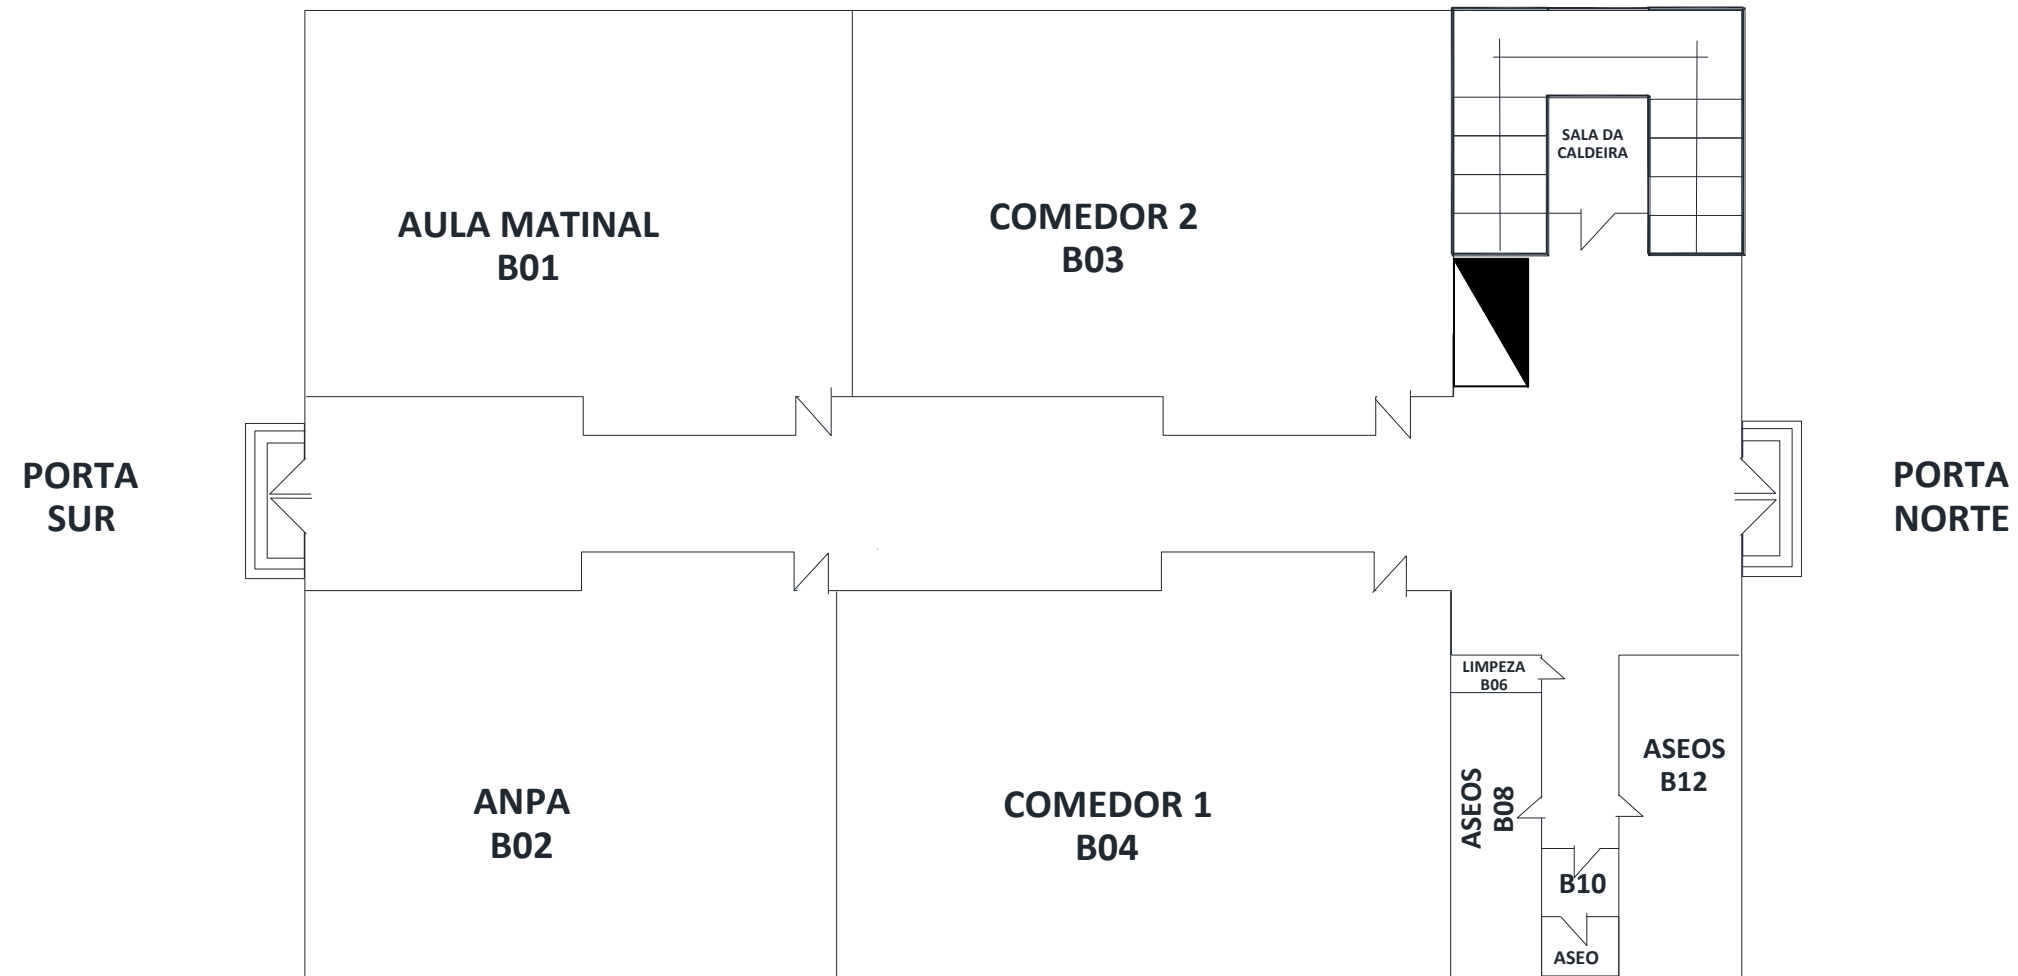 SALA DA
CALDEIRA
AULA MATINAL
B01
COMEDOR 2
B03
PORTA
SUR
PORTA
NORTE
LIMPEZA
B06
ANPA
B02
COMEDOR 1
B04
ASEOS
B08
ASEOS
B12
B10
ASEO